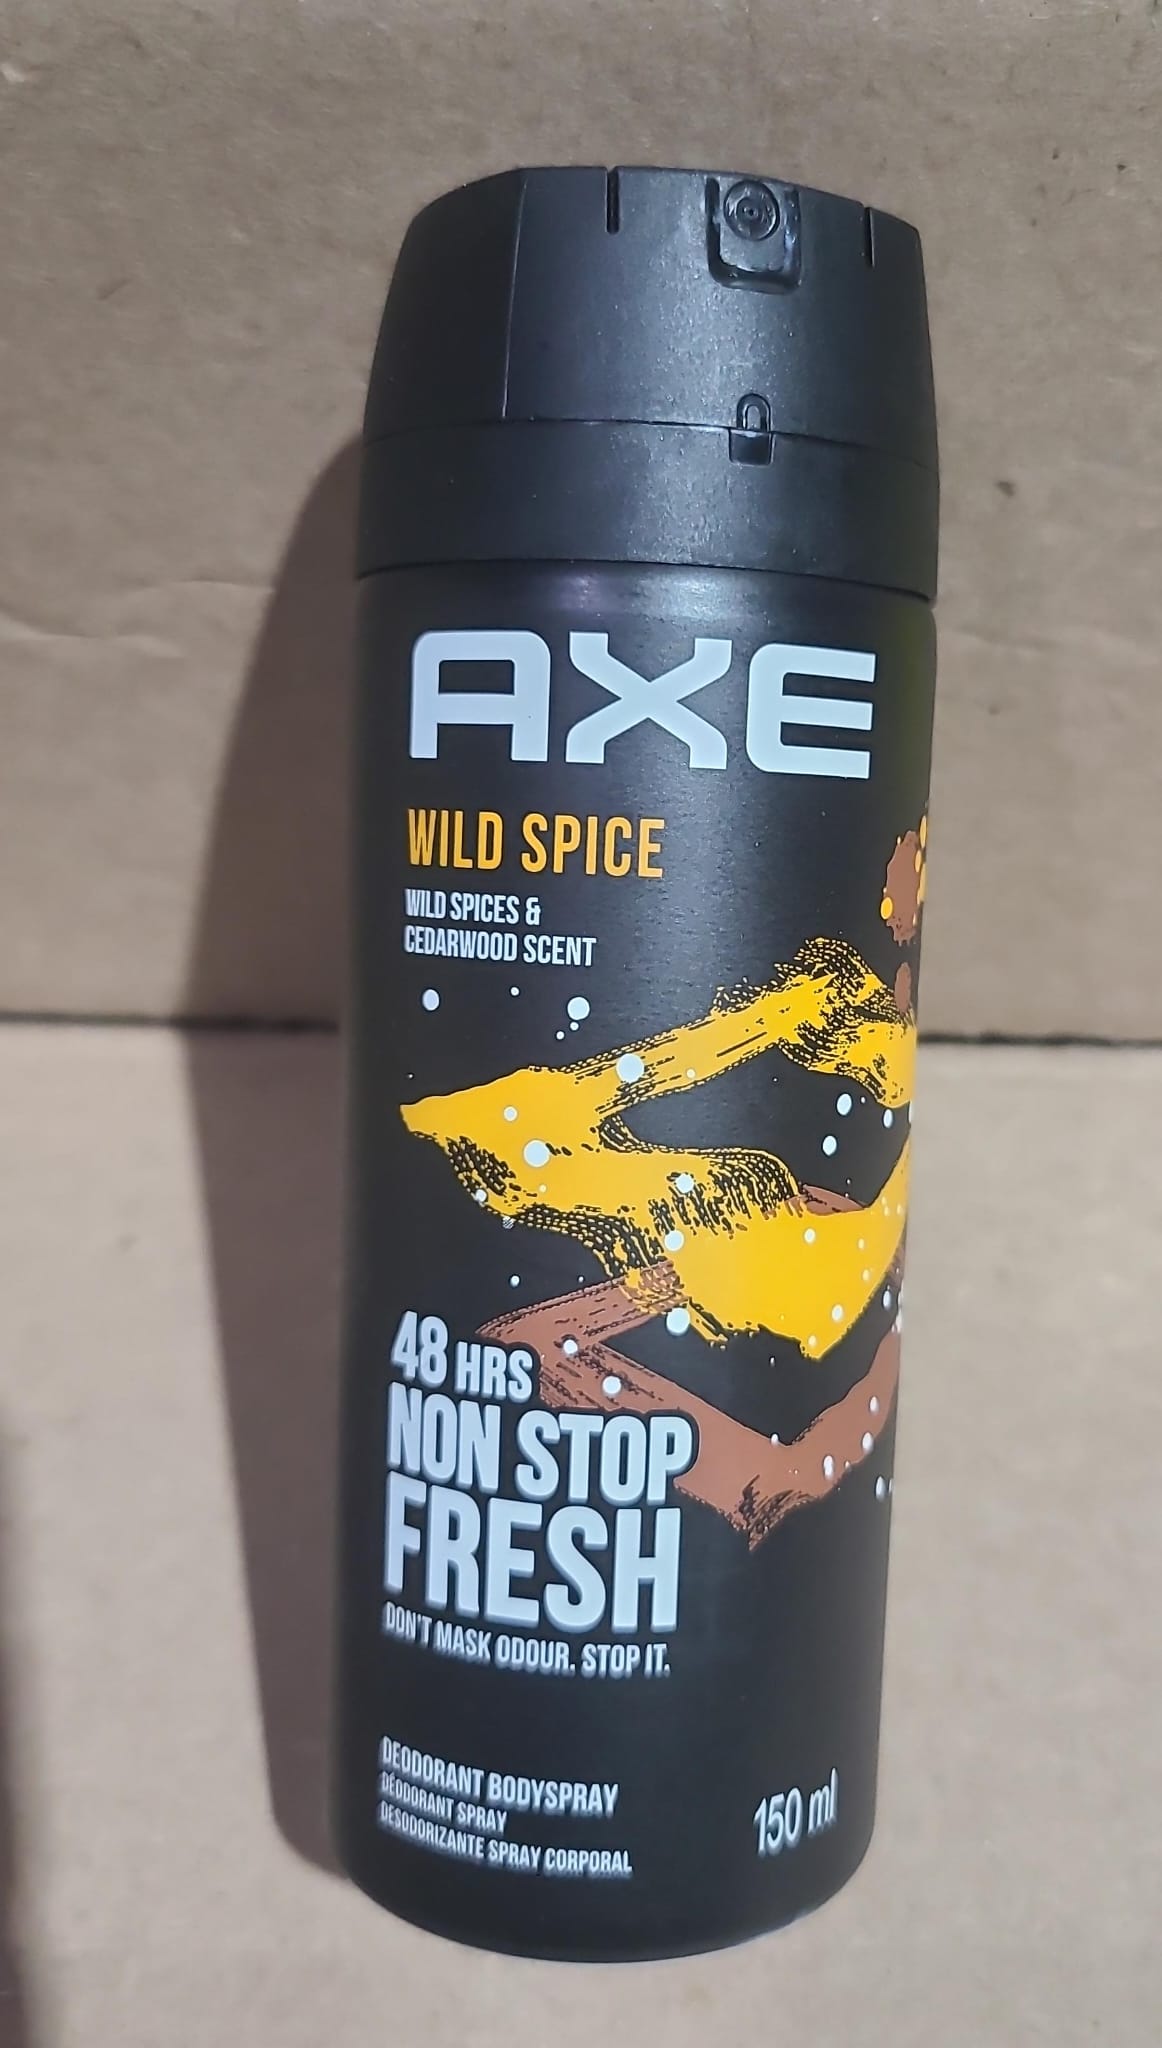 AXE
WILD SPICE
WILD SPICES &
CEDARWOOD SCENT
48 HRS
NON STOP
FRESH
DON'T MASK ODOUR. STOP IT.
DEODORANT BODYSPRAY
DÉODORANT SPRAY
DESODORIZANTE SPRAY CORPORAL
150 ml